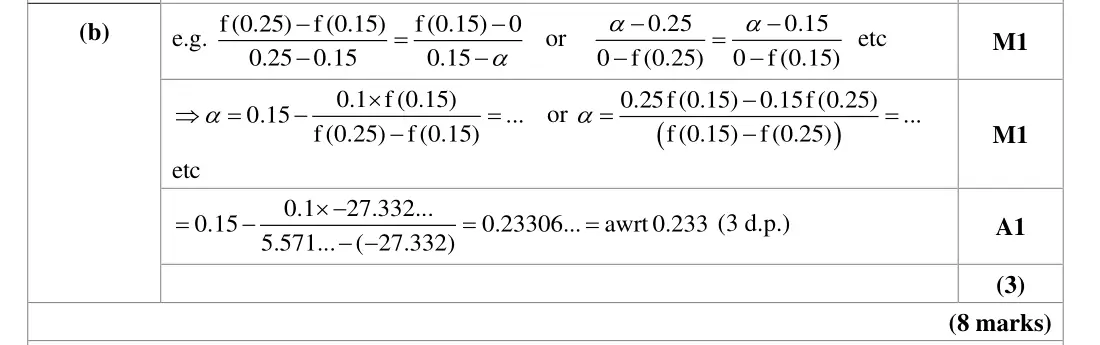 (b) e.g. (f(0.25) − f(0.15))/(0.25 − 0.15) = (f(0.15) − 0)/(0.15 − α) or (α − 0.25)/(0 − f(0.25)) = (α − 0.15)/(0 − f(0.15)) etc M1
⇒ α = 0.15 − (0.1 × f(0.15))/(f(0.25) − f(0.15)) = ... or α = (0.25f(0.15) − 0.15f(0.25))/((f(0.15) − f(0.25))) = ... M1
etc
= 0.15 − (0.1 × −27.332...)/(5.571... − (−27.332)) = 0.23306... = awrt 0.233 (3 d.p.) A1
(3)
(8 marks)